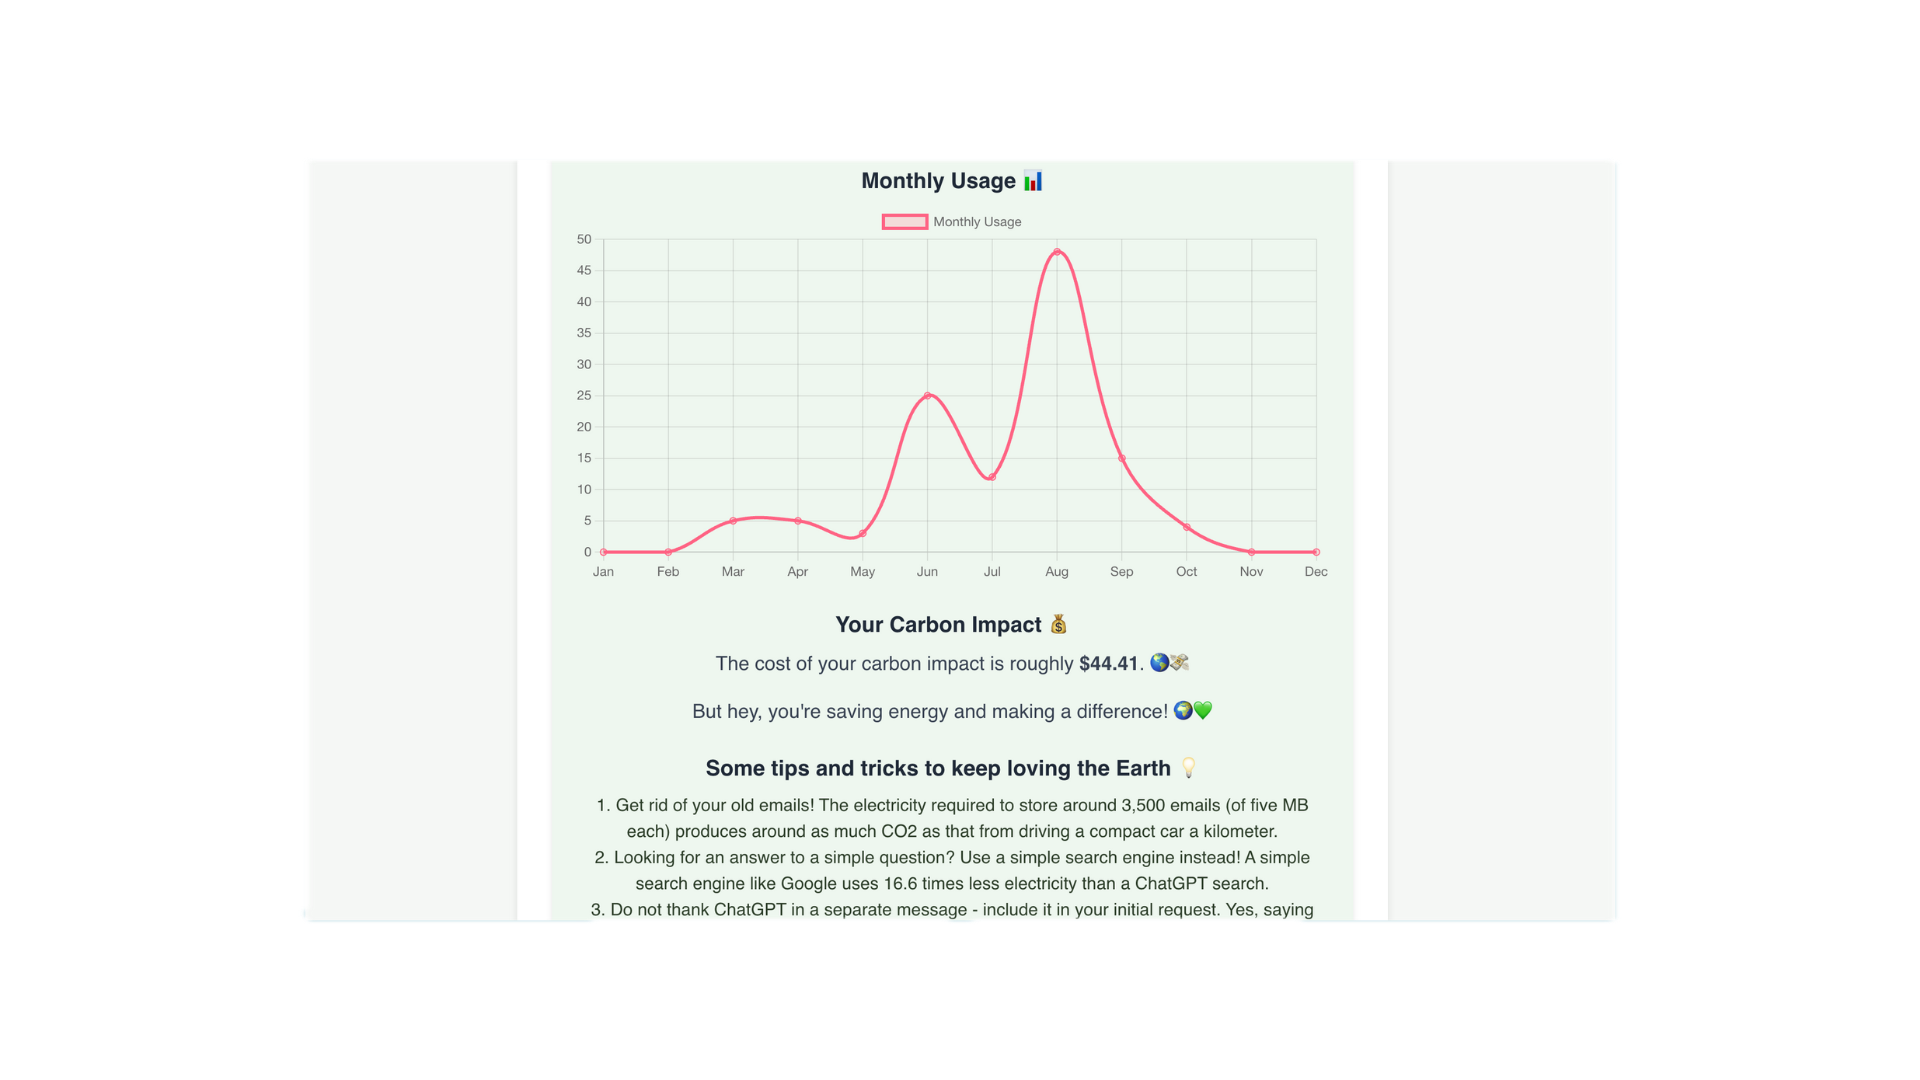 Monthly Usage 📊
Monthly Usage
50
45
40
35
30
25
20
15
10
5
0
Jan Feb Mar Apr May Jun Jul Aug Sep Oct Nov Dec
Your Carbon Impact 💰
The cost of your carbon impact is roughly $44.41. 🌎💸
But hey, you're saving energy and making a difference! 🌍💚
Some tips and tricks to keep loving the Earth 💡
1. Get rid of your old emails! The electricity required to store around 3,500 emails (of five MB
each) produces around as much CO2 as that from driving a compact car a kilometer.
2. Looking for an answer to a simple question? Use a simple search engine instead! A simple
search engine like Google uses 16.6 times less electricity than a ChatGPT search.
3. Do not thank ChatGPT in a separate message - include it in your initial request. Yes, saying